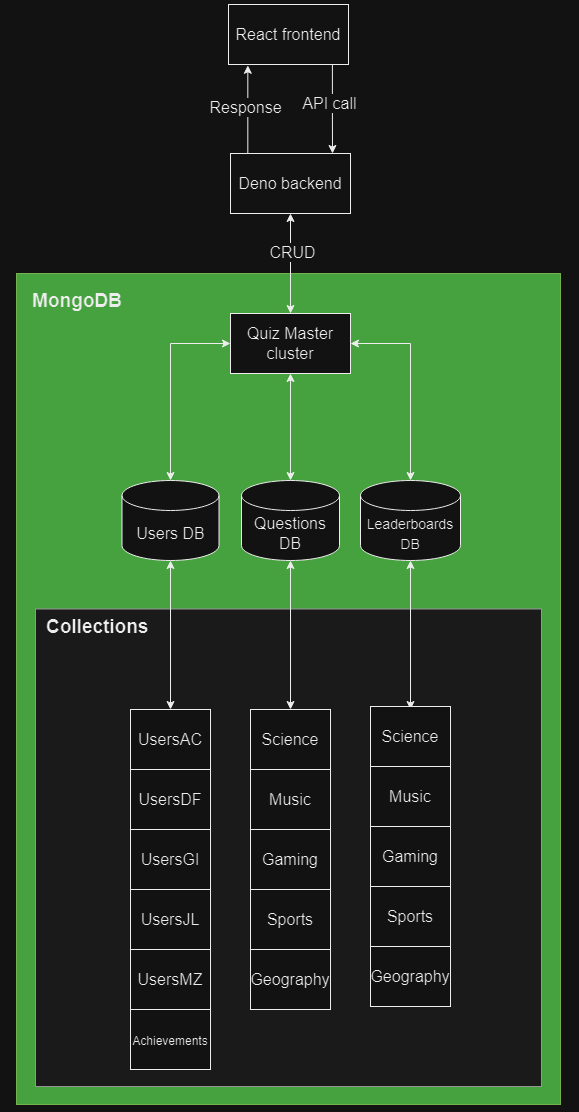 React frontend
Response
API call
Deno backend
CRUD
MongoDB
Quiz Master
cluster
Users DB
Questions
DB
Leaderboards
DB
Collections
UsersAC
UsersDF
UsersGI
UsersJL
UsersMZ
Achievements
Science
Music
Gaming
Sports
Geography
Science
Music
Gaming
Sports
Geography